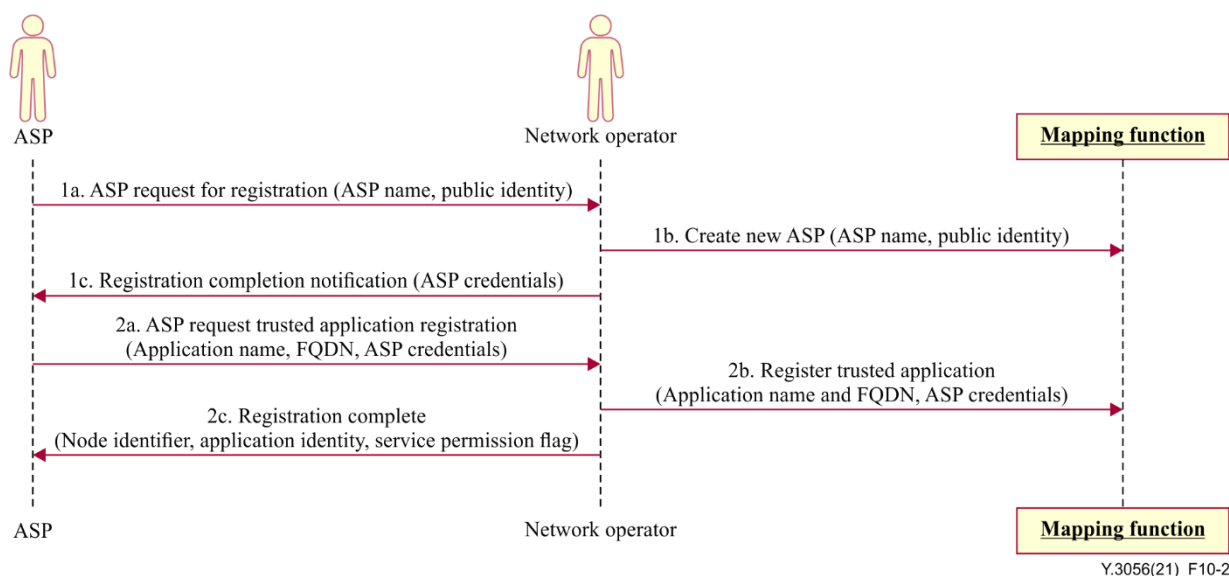 ASP
Network operator
Mapping function
1a. ASP request for registration (ASP name, public identity)
1b. Create new ASP (ASP name, public identity)
1c. Registration completion notification (ASP credentials)
2a. ASP request trusted application registration
(Application name, FQDN, ASP credentials)
2b. Register trusted application
(Application name and FQDN, ASP credentials)
2c. Registration complete
(Node identifier, application identity, service permission flag)
ASP
Network operator
Mapping function
Y.3056(21)_F10-2